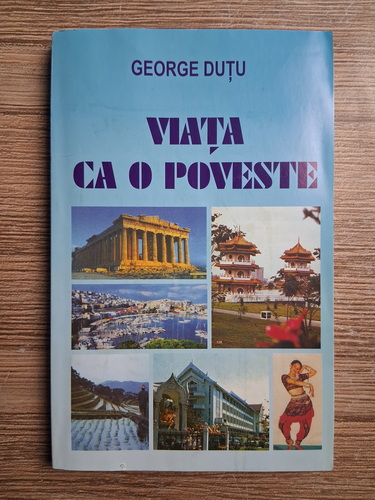 GEORGE DUȚU
VIAȚA
CA O POVESTE